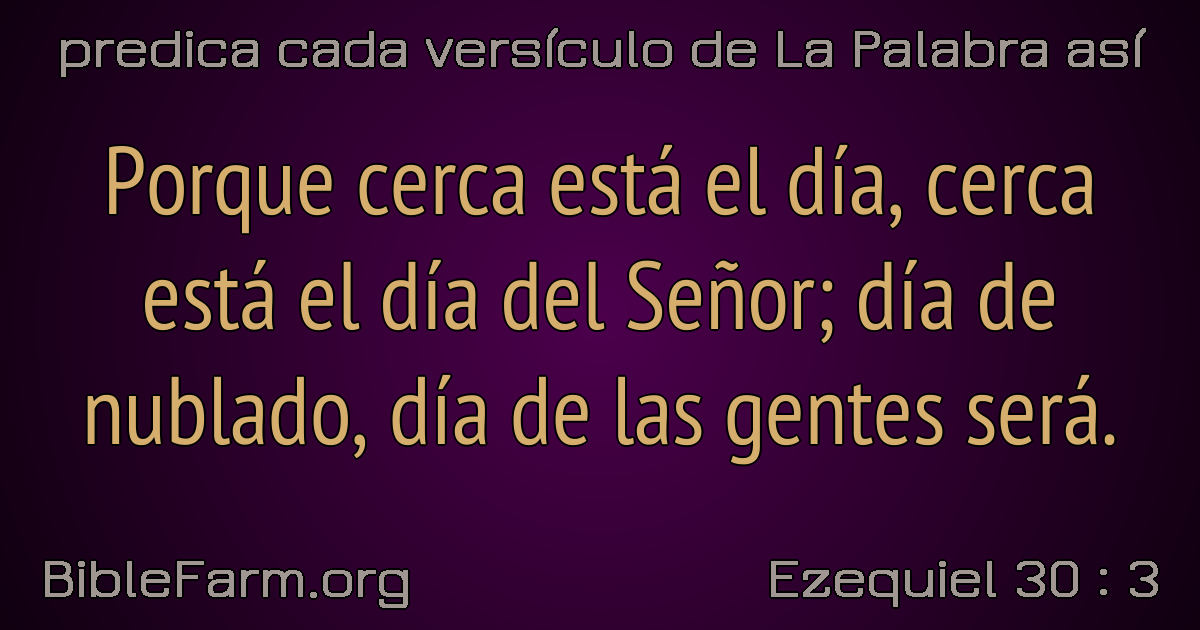 predica cada versículo de La Palabra así
Porque cerca está el día, cerca
está el día del Señor; día de
nublado, día de las gentes será.
BibleFarm.org
Ezequiel 30 : 3